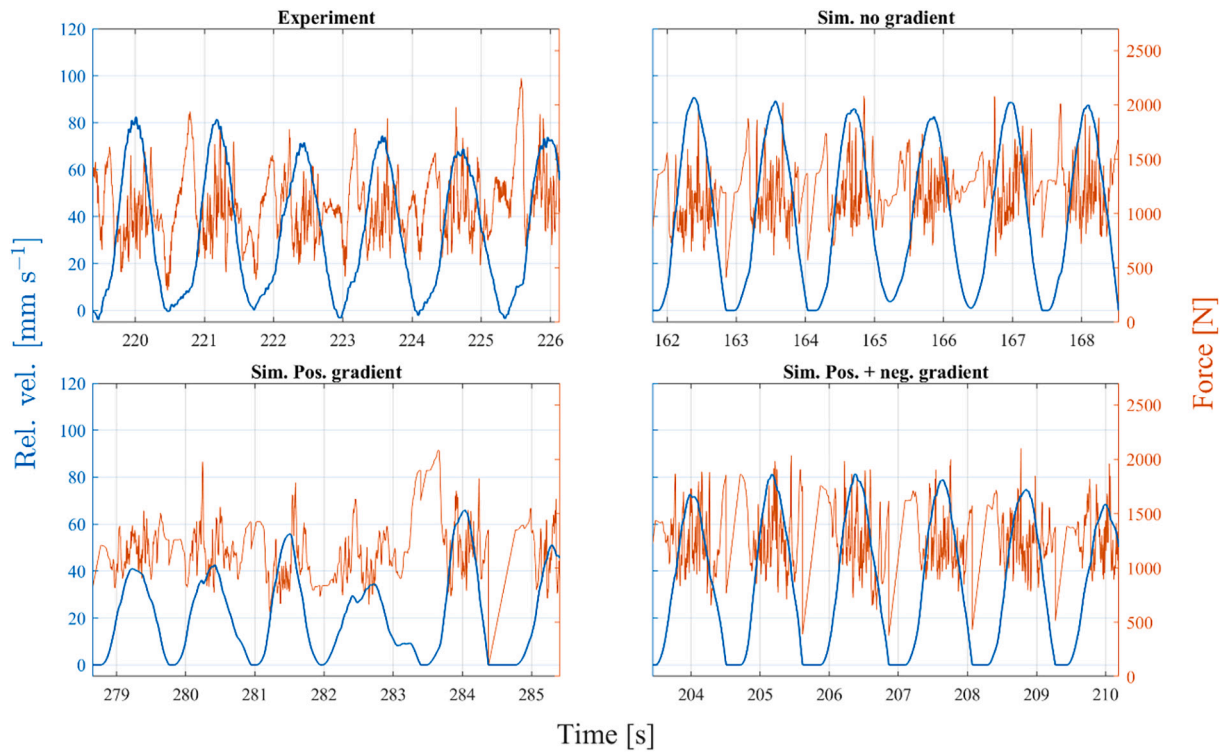 Experiment
Sim. no gradient
120
100
80
60
40
20
0
220 221 222 223 224 225 226
2500
2000
1500
1000
500
0
162 163 164 165 166 167 168
Sim. Pos. gradient
Sim. Pos. + neg. gradient
120
100
80
60
40
20
0
279 280 281 282 283 284 285
2500
2000
1500
1000
500
0
204 205 206 207 208 209 210
Rel. vel. [mm s⁻¹]
Force [N]
Time [s]